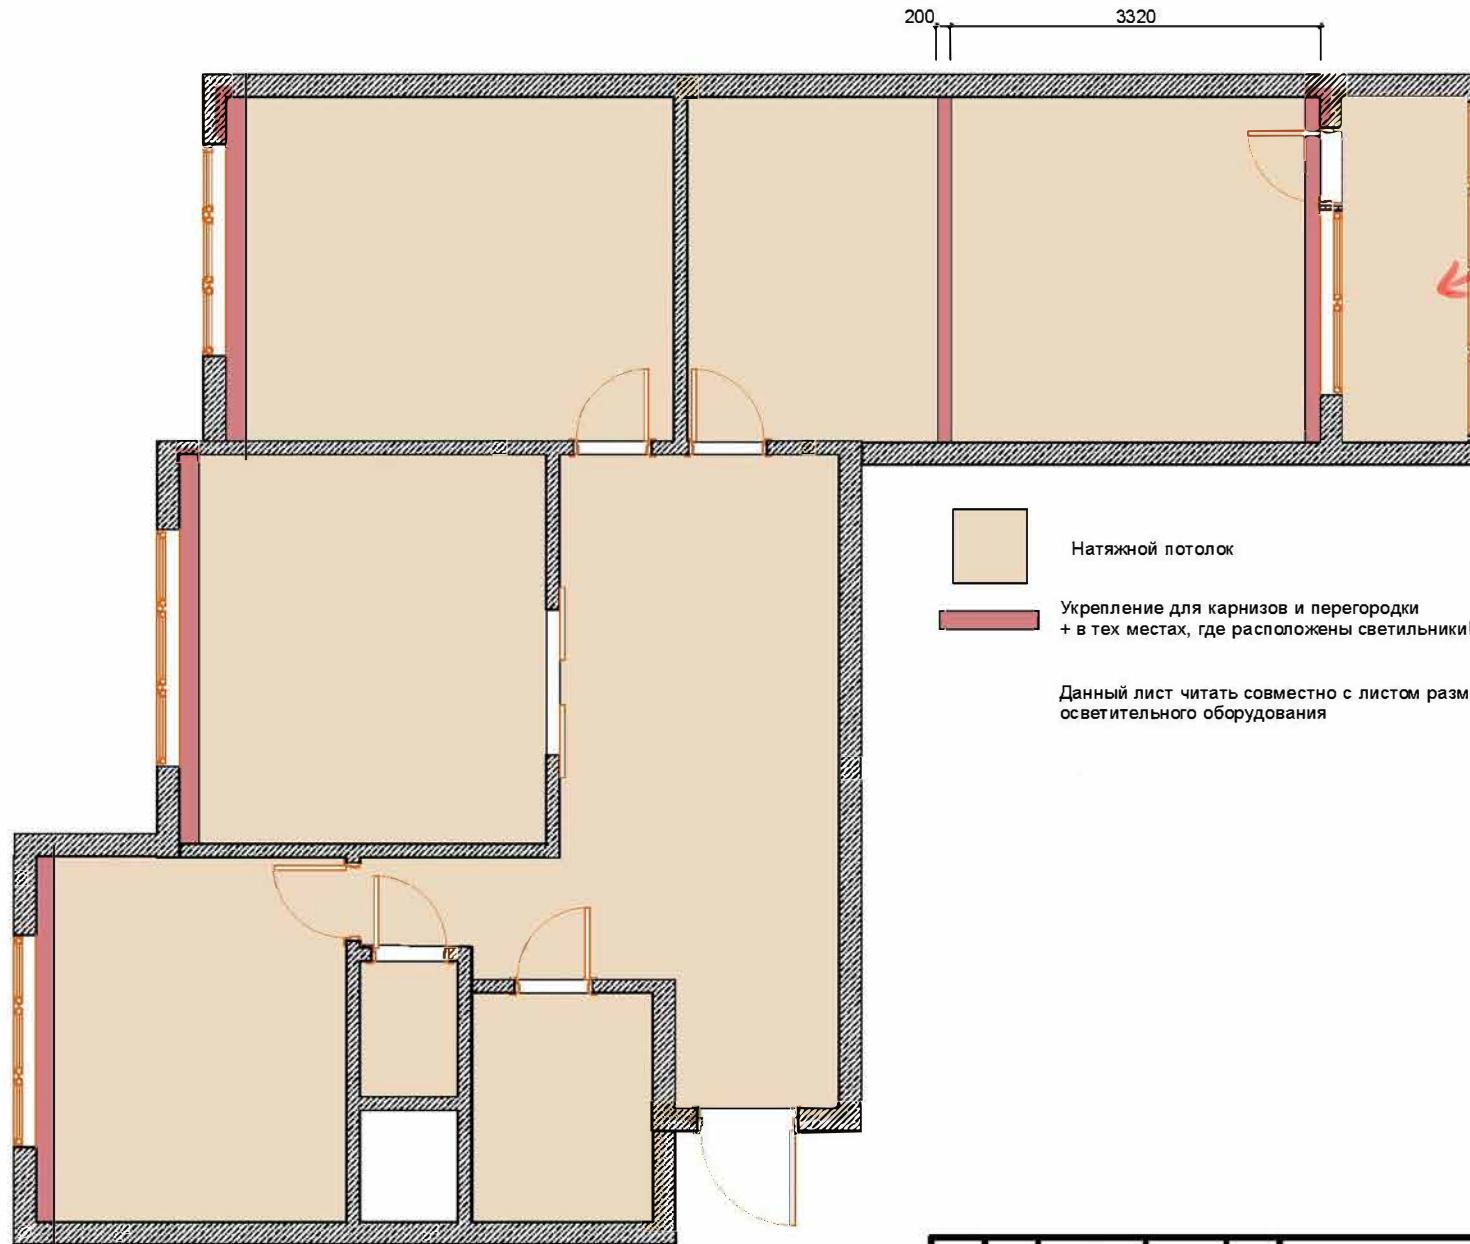 200
3320
Натяжной потолок
Укрепление для карнизов и перегородки
+ в тех местах, где расположены светильники!
Данный лист читать совместно с листом разм
осветительного оборудования